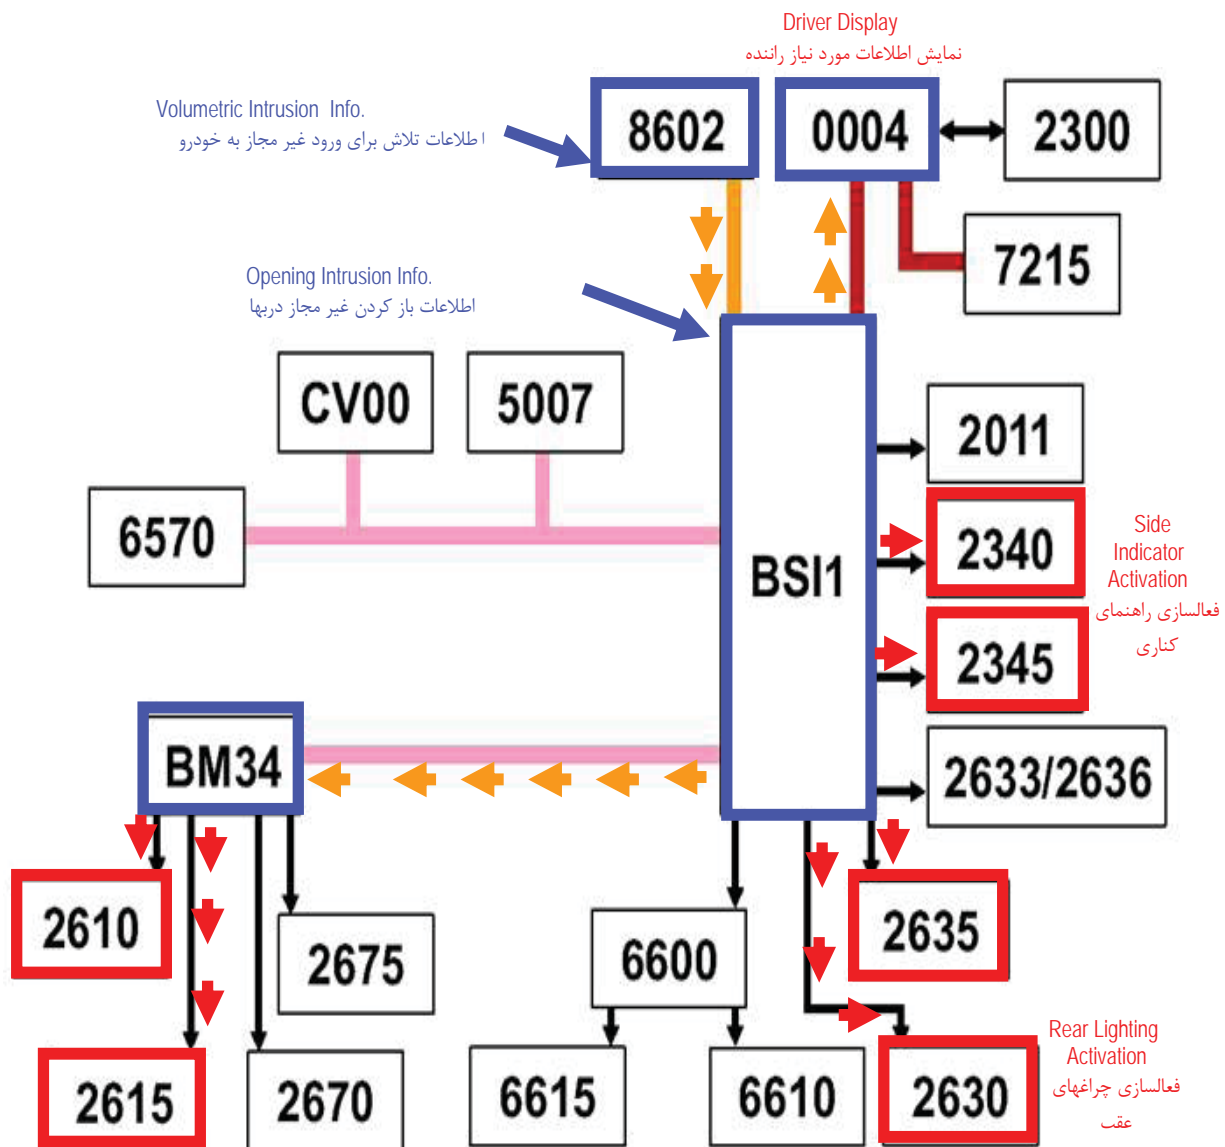 Driver Display
نمایش اطلاعات مورد نیاز راننده
Volumetric Intrusion Info.
اطلاعات تلاش برای ورود غیر مجاز به خودرو
8602
0004
2300
7215
Opening Intrusion Info.
اطلاعات باز کردن غیر مجاز دربها
CV00
5007
2011
6570
2340
Side
Indicator
Activation
فعالسازی راهنمای
کناری
BSI1
2345
BM34
2633/2636
2610
2675
6600
2635
2615
2670
6615
6610
2630
Rear Lighting
Activation
فعالسازی چراغهای
عقب